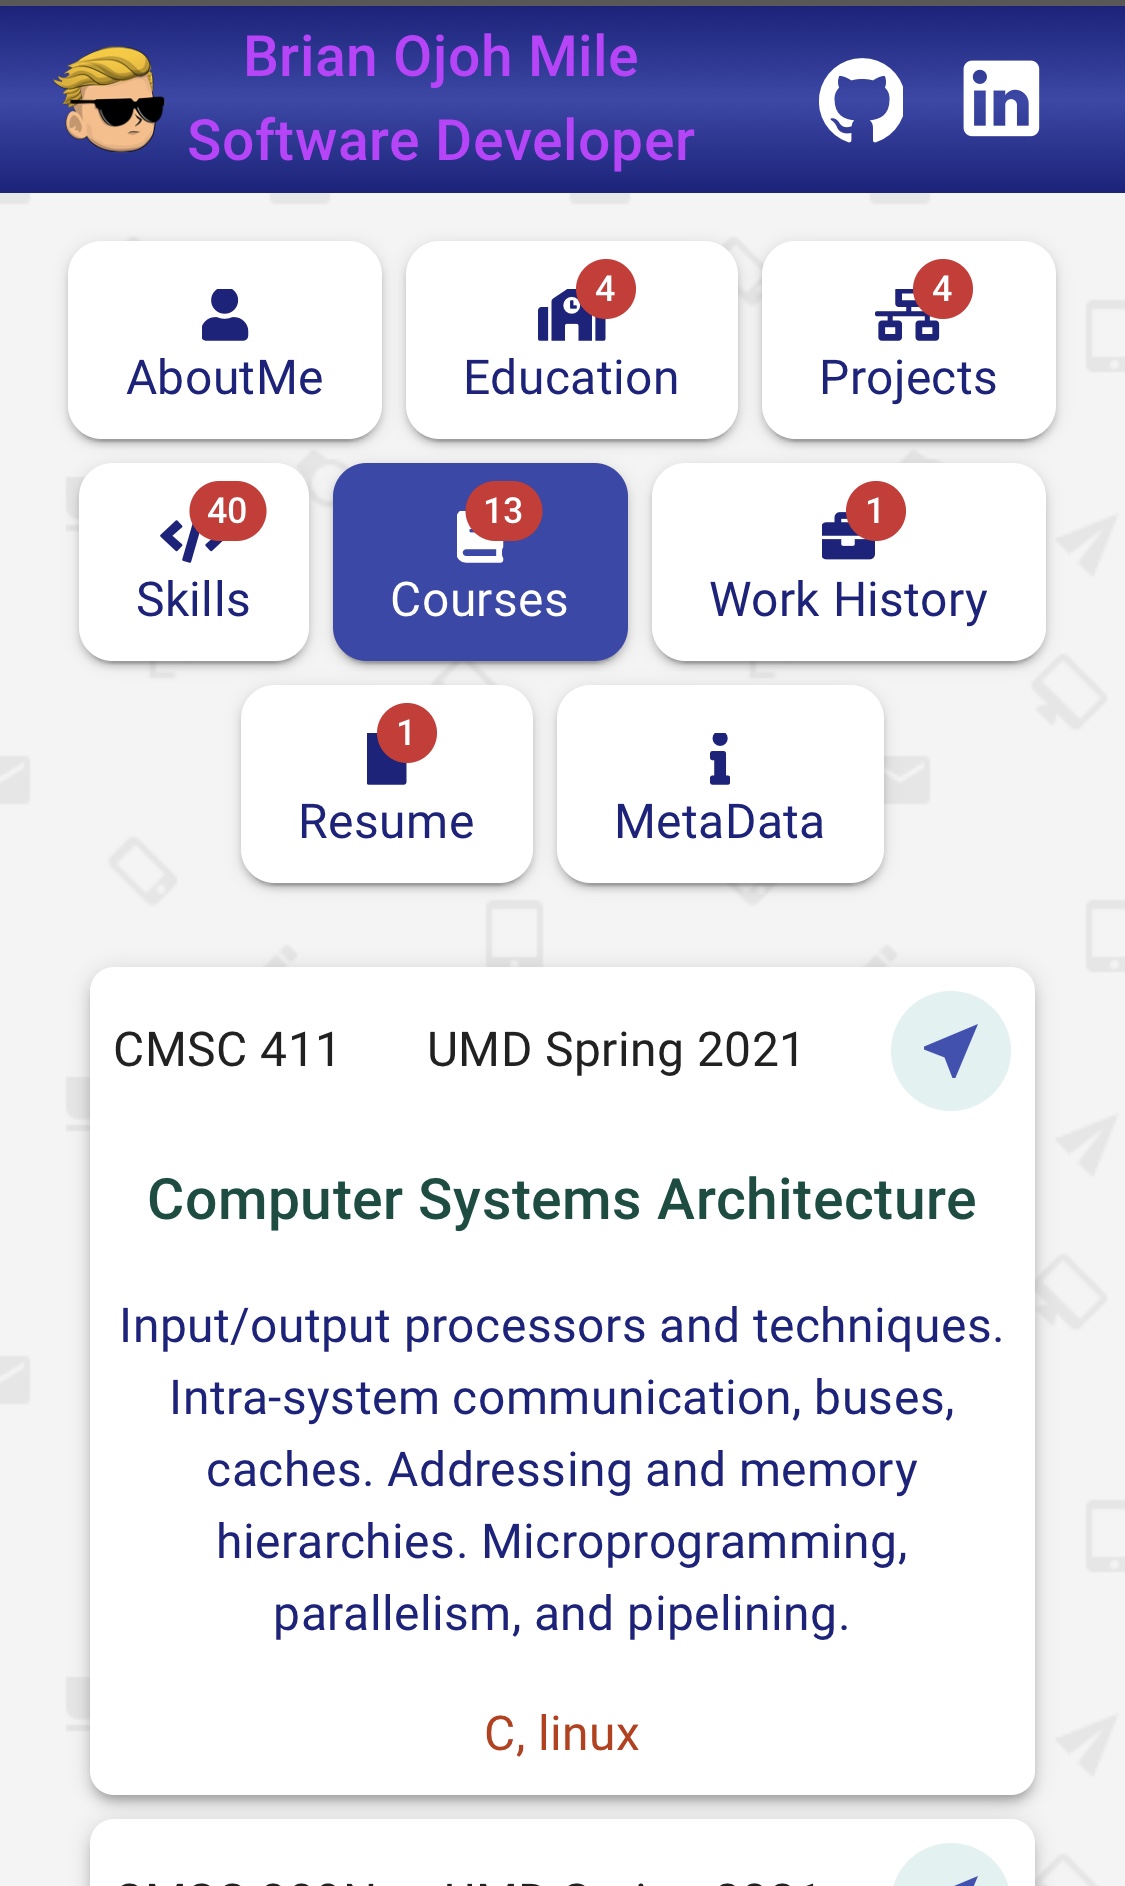 Brian Ojoh Mile
Software Developer
in
4
4
AboutMe
Education
Projects
40
13
1
Skills
Courses
Work History
1
Resume
MetaData
CMSC 411 UMD Spring 2021
Computer Systems Architecture
Input/output processors and techniques.
Intra-system communication, buses,
caches. Addressing and memory
hierarchies. Microprogramming,
parallelism, and pipelining.
C, linux